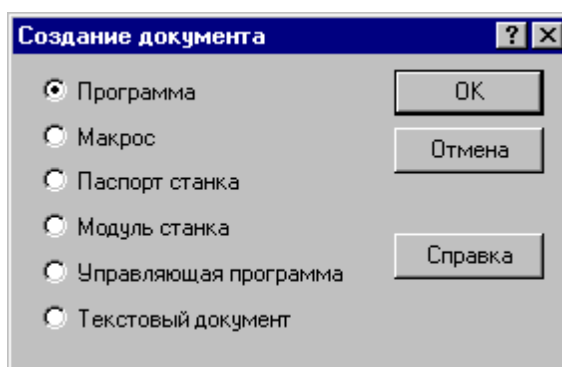 Создание документа
Программа
OK
Макрос
Отмена
Паспорт станка
Модуль станка
Управляющая программа
Справка
Текстовый документ